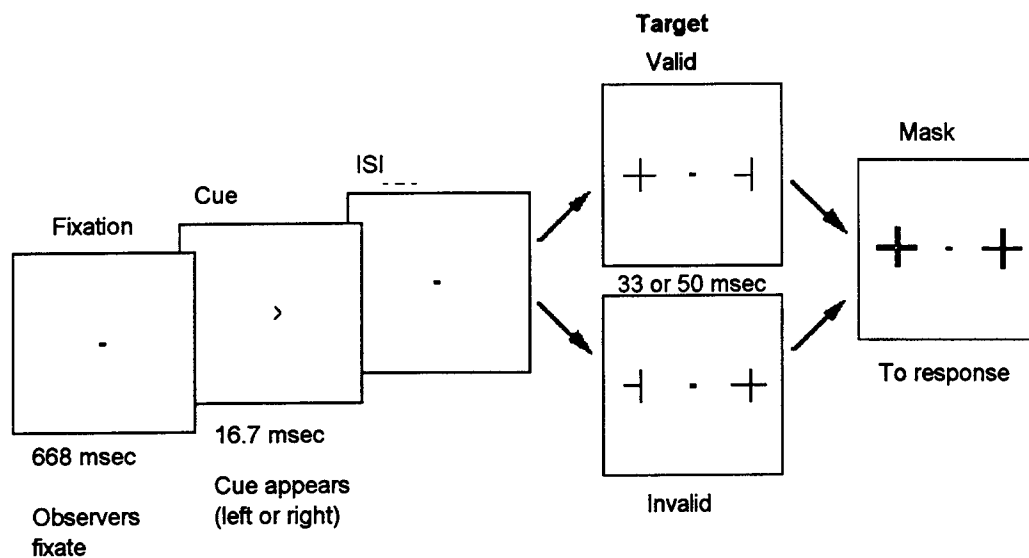 Fixation
668 msec
Observers
fixate
Cue
16.7 msec
Cue appears
(left or right)
ISI
Target
Valid
33 or 50 msec
Invalid
Mask
To response